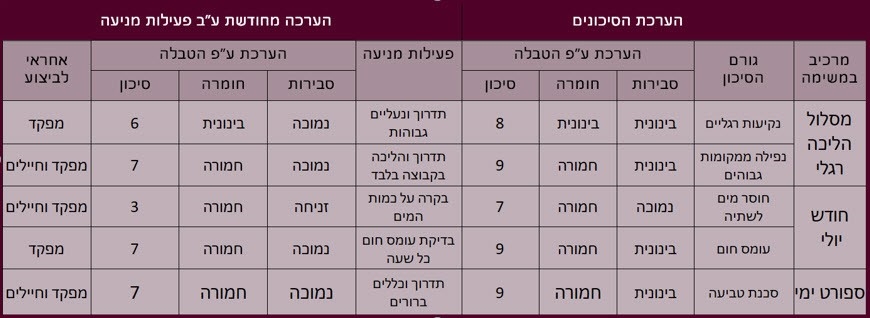 הערכת הסיכונים
הערכה מחודשת ע"ב פעילות מניעה
מרכיב במשימה
גורם הסיכון
הערכת ע"פ הטבלה
פעילות מניעה
הערכת ע"פ הטבלה
אחראי לביצוע
סבירות חומרה סיכון
סבירות חומרה סיכון
מסלול הליכה רגלי
נקיעות רגליים בינונית בינונית 8 תדרוך ונעליים גבוהות נמוכה בינונית 6 מפקד
נפילה ממקומות גבוהים בינונית חמורה 9 תדרוך והליכה בקבוצה בלבד נמוכה חמורה 7 מפקד וחיילים
חודש יולי
חוסר מים לשתיה נמוכה חמורה 7 בקרה על כמות המים זניחה חמורה 3 מפקד וחיילים
עומס חום בינונית חמורה 9 בדיקת עומס חום כל שעה נמוכה חמורה 7 מפקד
ספורט ימי סכנת טביעה בינונית חמורה 9 תדרוך וכללים ברורים נמוכה חמורה 7 מפקד וחיילים